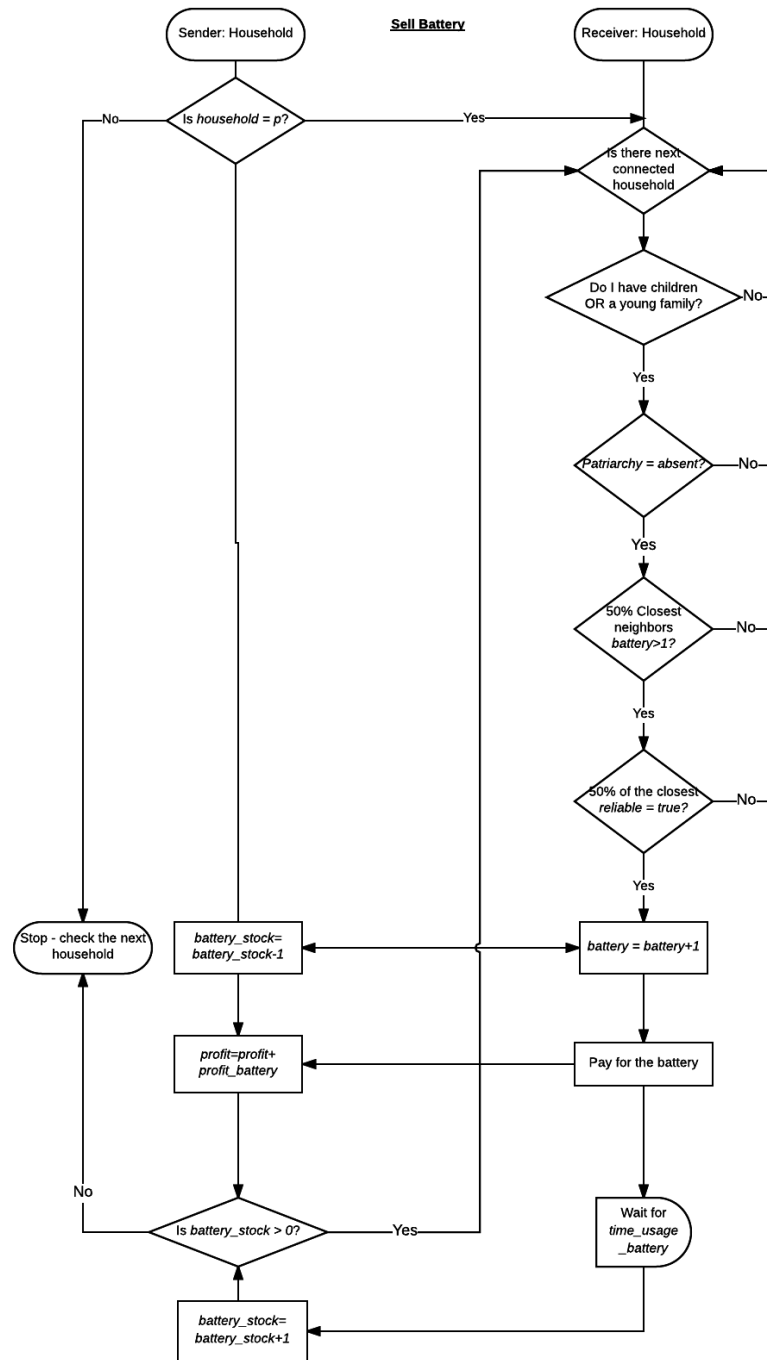 Sender: Household
Sell Battery
Receiver: Household
Is household = p?
No
Yes
Is there next
connected
household
Do I have children
OR a young family?
No
Yes
Patriarchy = absent?
No
Yes
50% Closest
neighbors
battery>1?
No
Yes
50% of the closest
reliable = true?
No
Yes
Stop - check the next
household
battery_stock=
battery_stock-1
battery = battery+1
profit=profit+
profit_battery
Pay for the battery
No
Is battery_stock > 0?
Yes
Wait for
time_usage
_battery
battery_stock=
battery_stock+1